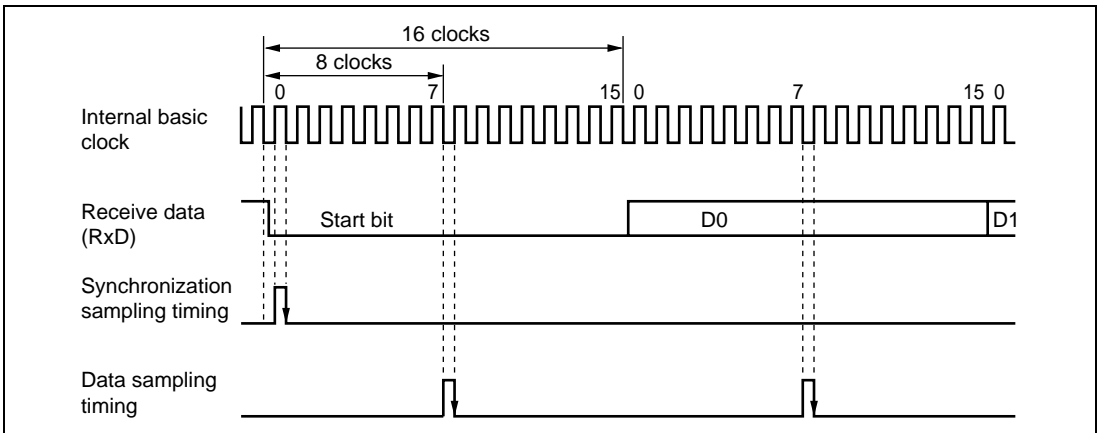 16 clocks
8 clocks
0 7 15 0 7 15 0
Internal basic
clock
Receive data
(RxD)
Start bit D0 D1
Synchronization
sampling timing
Data sampling
timing